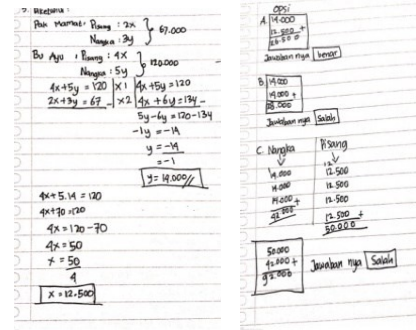 5. Diketahui :
Pak Mamat : Pisang : 2x
Nangka : 3y
67.000
Bu Ayu : Pisang : 4x
Nangka : 5y
120.000
4x+5y = 120 | x1 | 4x+5y = 120
2x+3y = 67 | x2 | 4x + 6y = 134 -
5y-6y = 120-134
-1y = -14
y = -14
= -1
y = 14.000//
4x+5.14 = 120
4x+70 = 120
4x = 120-70
4x = 50
x = 50
4
x = 12.500
opsi
A. 14.000
12.500 +
26.500
Jawaban nya benar
B. 14.000
14.000 +
28.000
Jawaban nya Salah
C. Nangka Pisang
14.000 12.500
14.000 12.500
14.000 + 12.500
42.000 12.500 +
50.000
50.000
42.000 +
92.000
Jawaban nya Salah